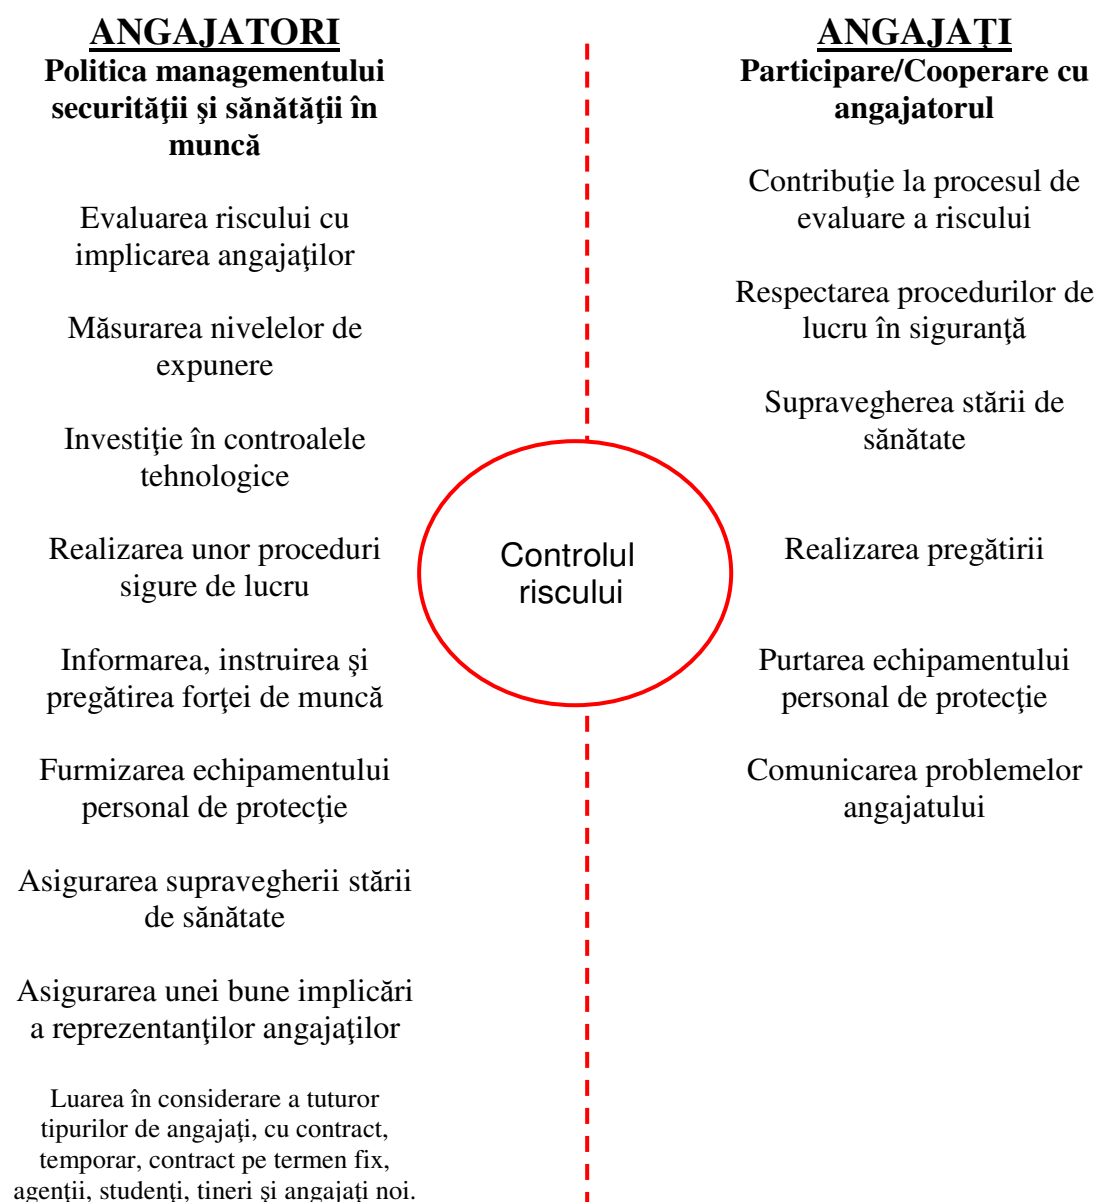 ANGAJATORI
Politica managementului
securităţii şi sănătăţii în
muncă
Evaluarea riscului cu
implicarea angajaţilor
Măsurarea nivelelor de
expunere
Investiţie în controalele
tehnologice
Realizarea unor proceduri
sigure de lucru
Informarea, instruirea şi
pregătirea forţei de muncă
Furmizarea echipamentului
personal de protecţie
Asigurarea supravegherii stării
de sănătate
Asigurarea unei bune implicări
a reprezentanţilor angajaţilor
Luarea în considerare a tuturor
tipurilor de angajaţi, cu contract,
temporar, contract pe termen fix,
agenţii, studenţi, tineri şi angajaţi noi.
Controlul
riscului
ANGAJAŢI
Participare/Cooperare cu
angajatorul
Contribuţie la procesul de
evaluare a riscului
Respectarea procedurilor de
lucru în siguranţă
Supravegherea stării de
sănătate
Realizarea pregătirii
Purtarea echipamentului
personal de protecţie
Comunicarea problemelor
angajatului